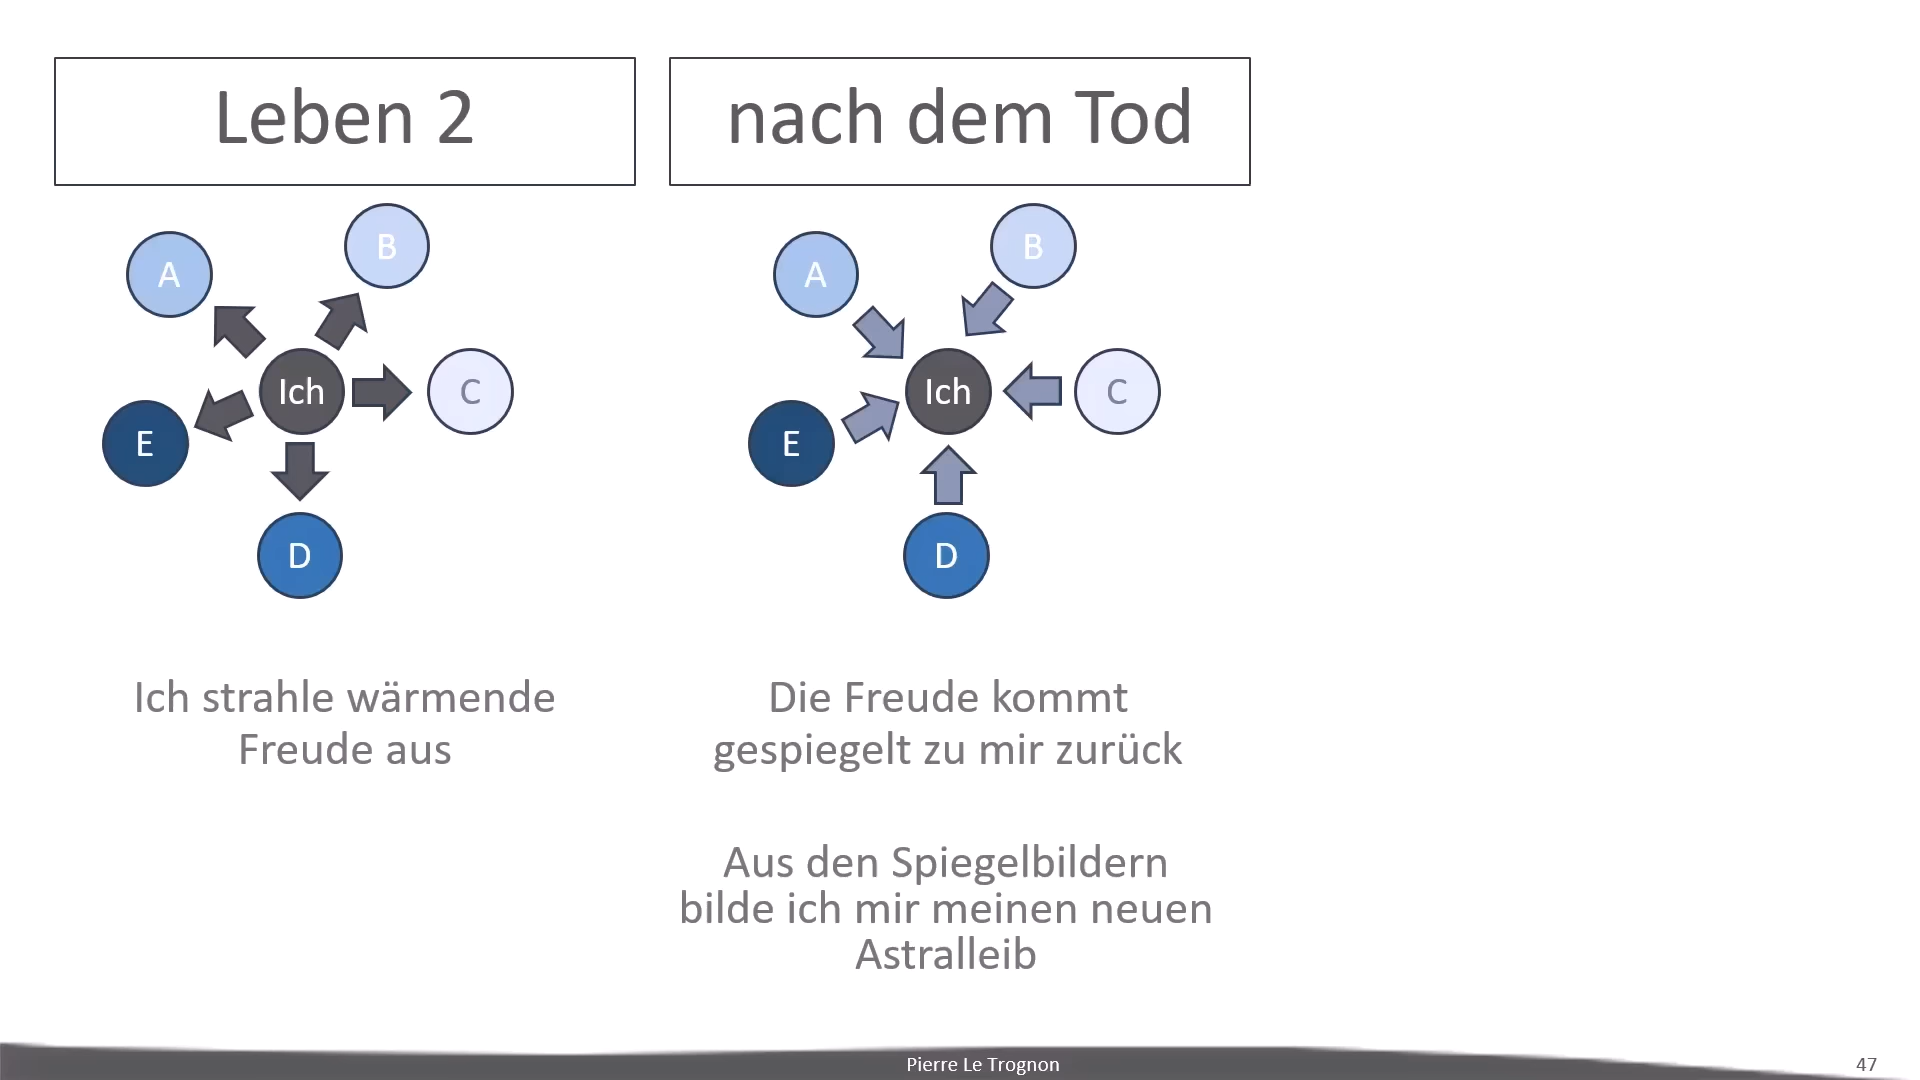 Leben 2
nach dem Tod
A
B
Ich
C
E
D
A
B
Ich
C
E
D
Ich strahle wärmende
Freude aus
Die Freude kommt
gespiegelt zu mir zurück
Aus den Spiegelbildern
bilde ich mir meinen neuen
Astralleib
Pierre Le Trognon
47